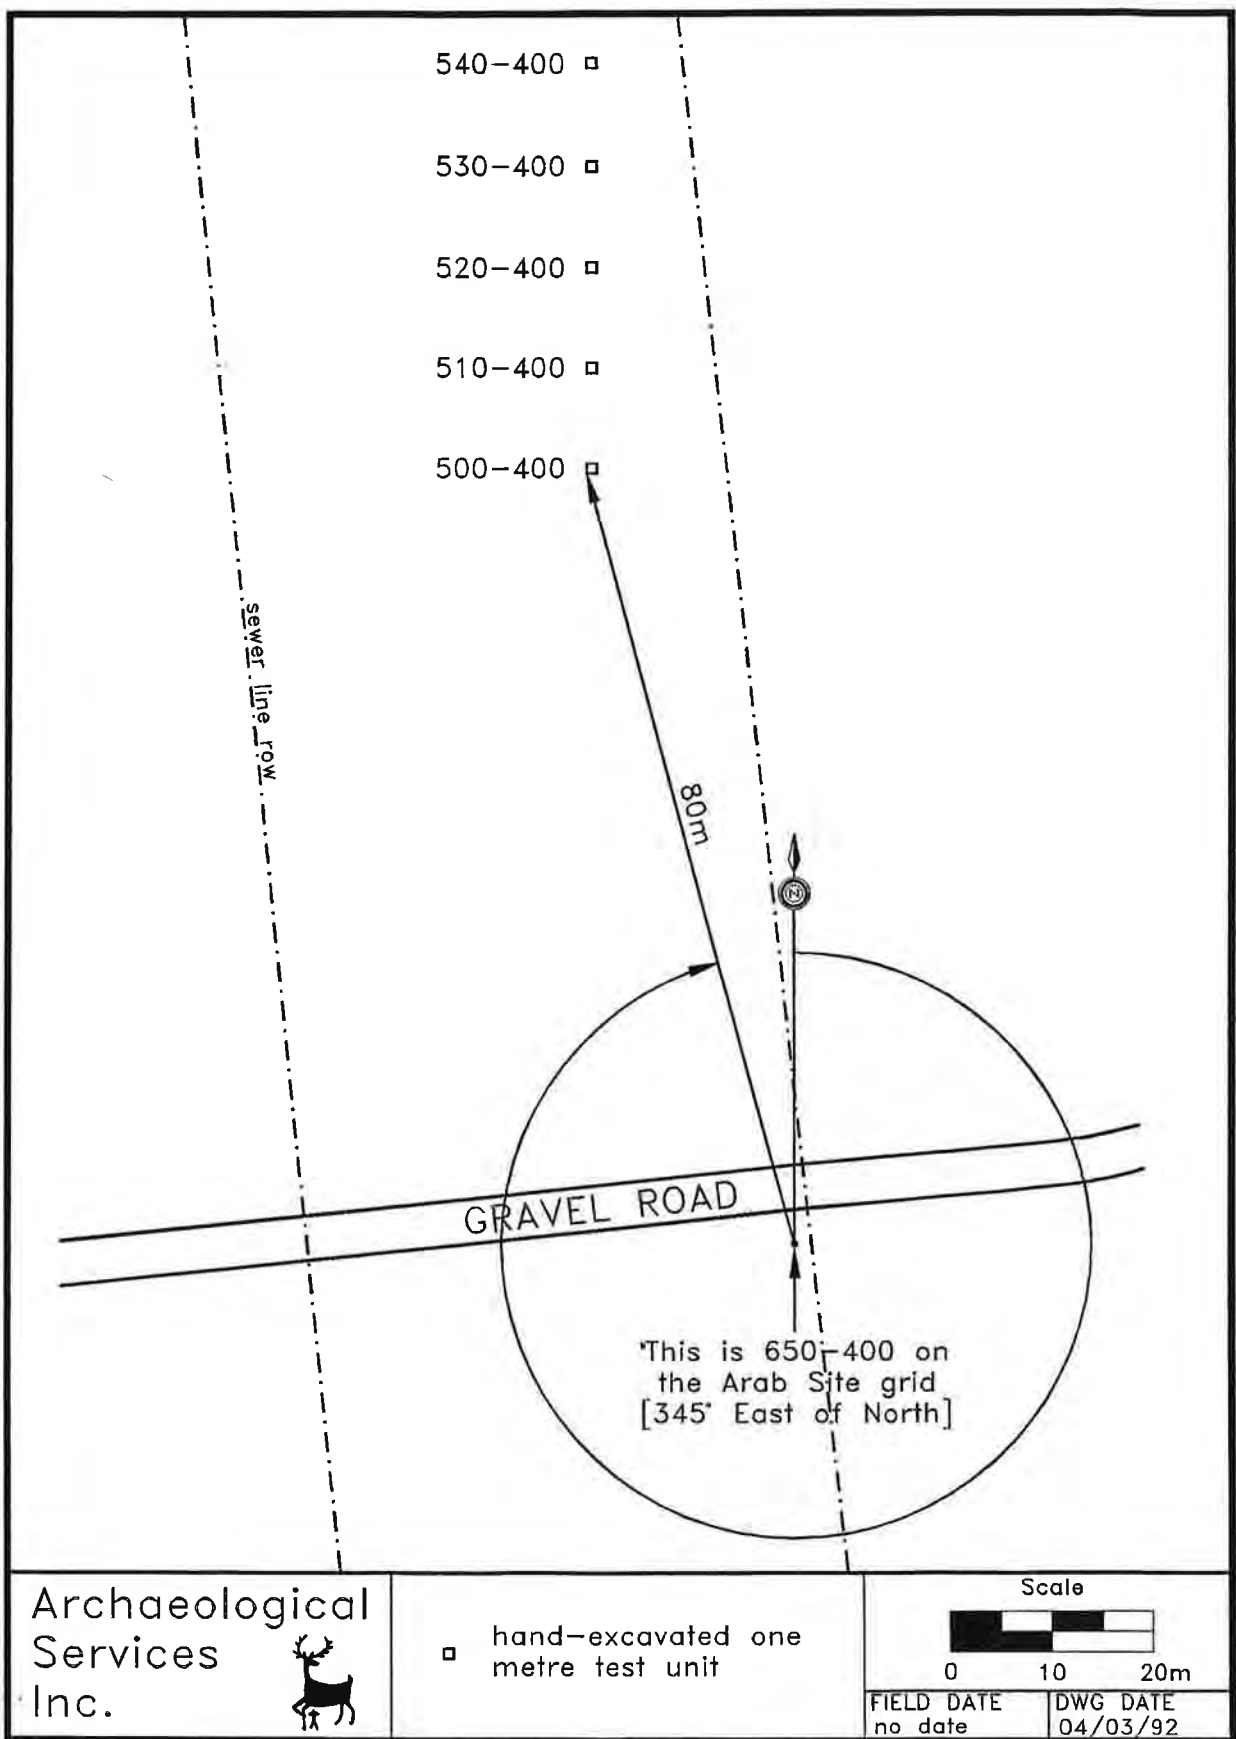 540-400
530-400
520-400
510-400
500-400
sewer line row
80m
N
GRAVEL ROAD
*This is 650-400 on
the Arab Site grid
[345° East of North]
Archaeological
Services
Inc.
hand-excavated one
metre test unit
Scale
0 10 20m
FIELD DATE
no date
DWG DATE
04/03/92